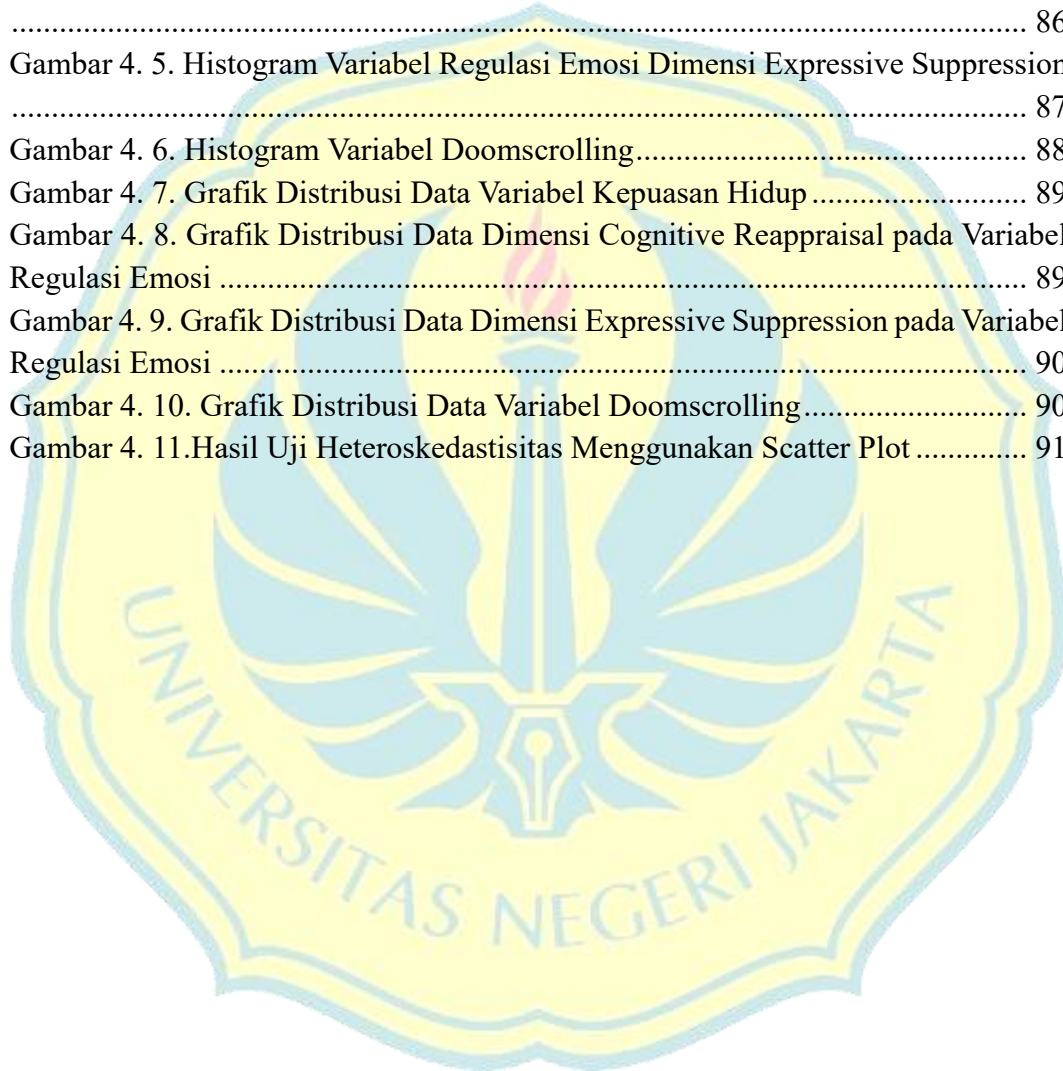 ........................................................................................................................ 86
Gambar 4. 5. Histogram Variabel Regulasi Emosi Dimensi Expressive Suppression
........................................................................................................................ 87
Gambar 4. 6. Histogram Variabel Doomscrolling.............................................. 88
Gambar 4. 7. Grafik Distribusi Data Variabel Kepuasan Hidup ......................... 89
Gambar 4. 8. Grafik Distribusi Data Dimensi Cognitive Reappraisal pada Variabel
Regulasi Emosi ............................................................................................... 89
Gambar 4. 9. Grafik Distribusi Data Dimensi Expressive Suppression pada Variabel
Regulasi Emosi ............................................................................................... 90
Gambar 4. 10. Grafik Distribusi Data Variabel Doomscrolling.......................... 90
Gambar 4. 11.Hasil Uji Heteroskedastisitas Menggunakan Scatter Plot ............. 91
UNIVERSITAS NEGERI JAKARTA